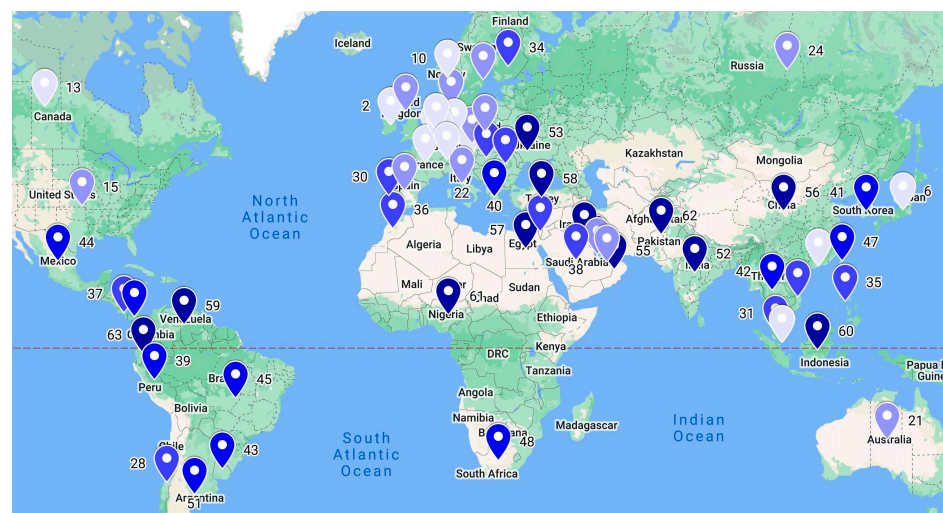 Finland
Iceland
10
34
24
Russia
13
2
Canada
53
Kazakhstan
Mongolia
15
30
22
58
56
41
6
United States
North
Atlantic
Ocean
36
40
62
South Korea
44
57
Algeria
Libya
Egypt
Pakistan
52
47
Mexico
38
Saudi Arabia
55
42
37
Mali
Sudan
35
59
61
Nigeria
31
Venezuela
Ethiopia
63
60
39
DRC
Kenya
Indonesia
Peru
Tanzania
45
Angola
Bolivia
Namibia
Madagascar
Indian
Ocean
21
Australia
43
South
Atlantic
Ocean
48
28
South Africa
Argentina
51